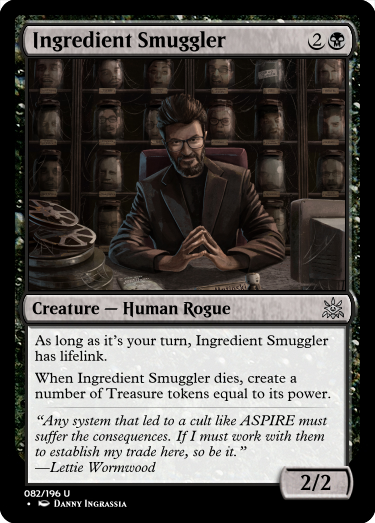 Ingredient Smuggler 2
Creature — Human Rogue
As long as it's your turn, Ingredient Smuggler
has lifelink.
When Ingredient Smuggler dies, create a
number of Treasure tokens equal to its power.
"Any system that led to a cult like ASPIRE must
suffer the consequences. If I must work with them
to establish my trade here, so be it."
—Lettie Wormwood
2/2
082/196 U
• Danny Ingrassia